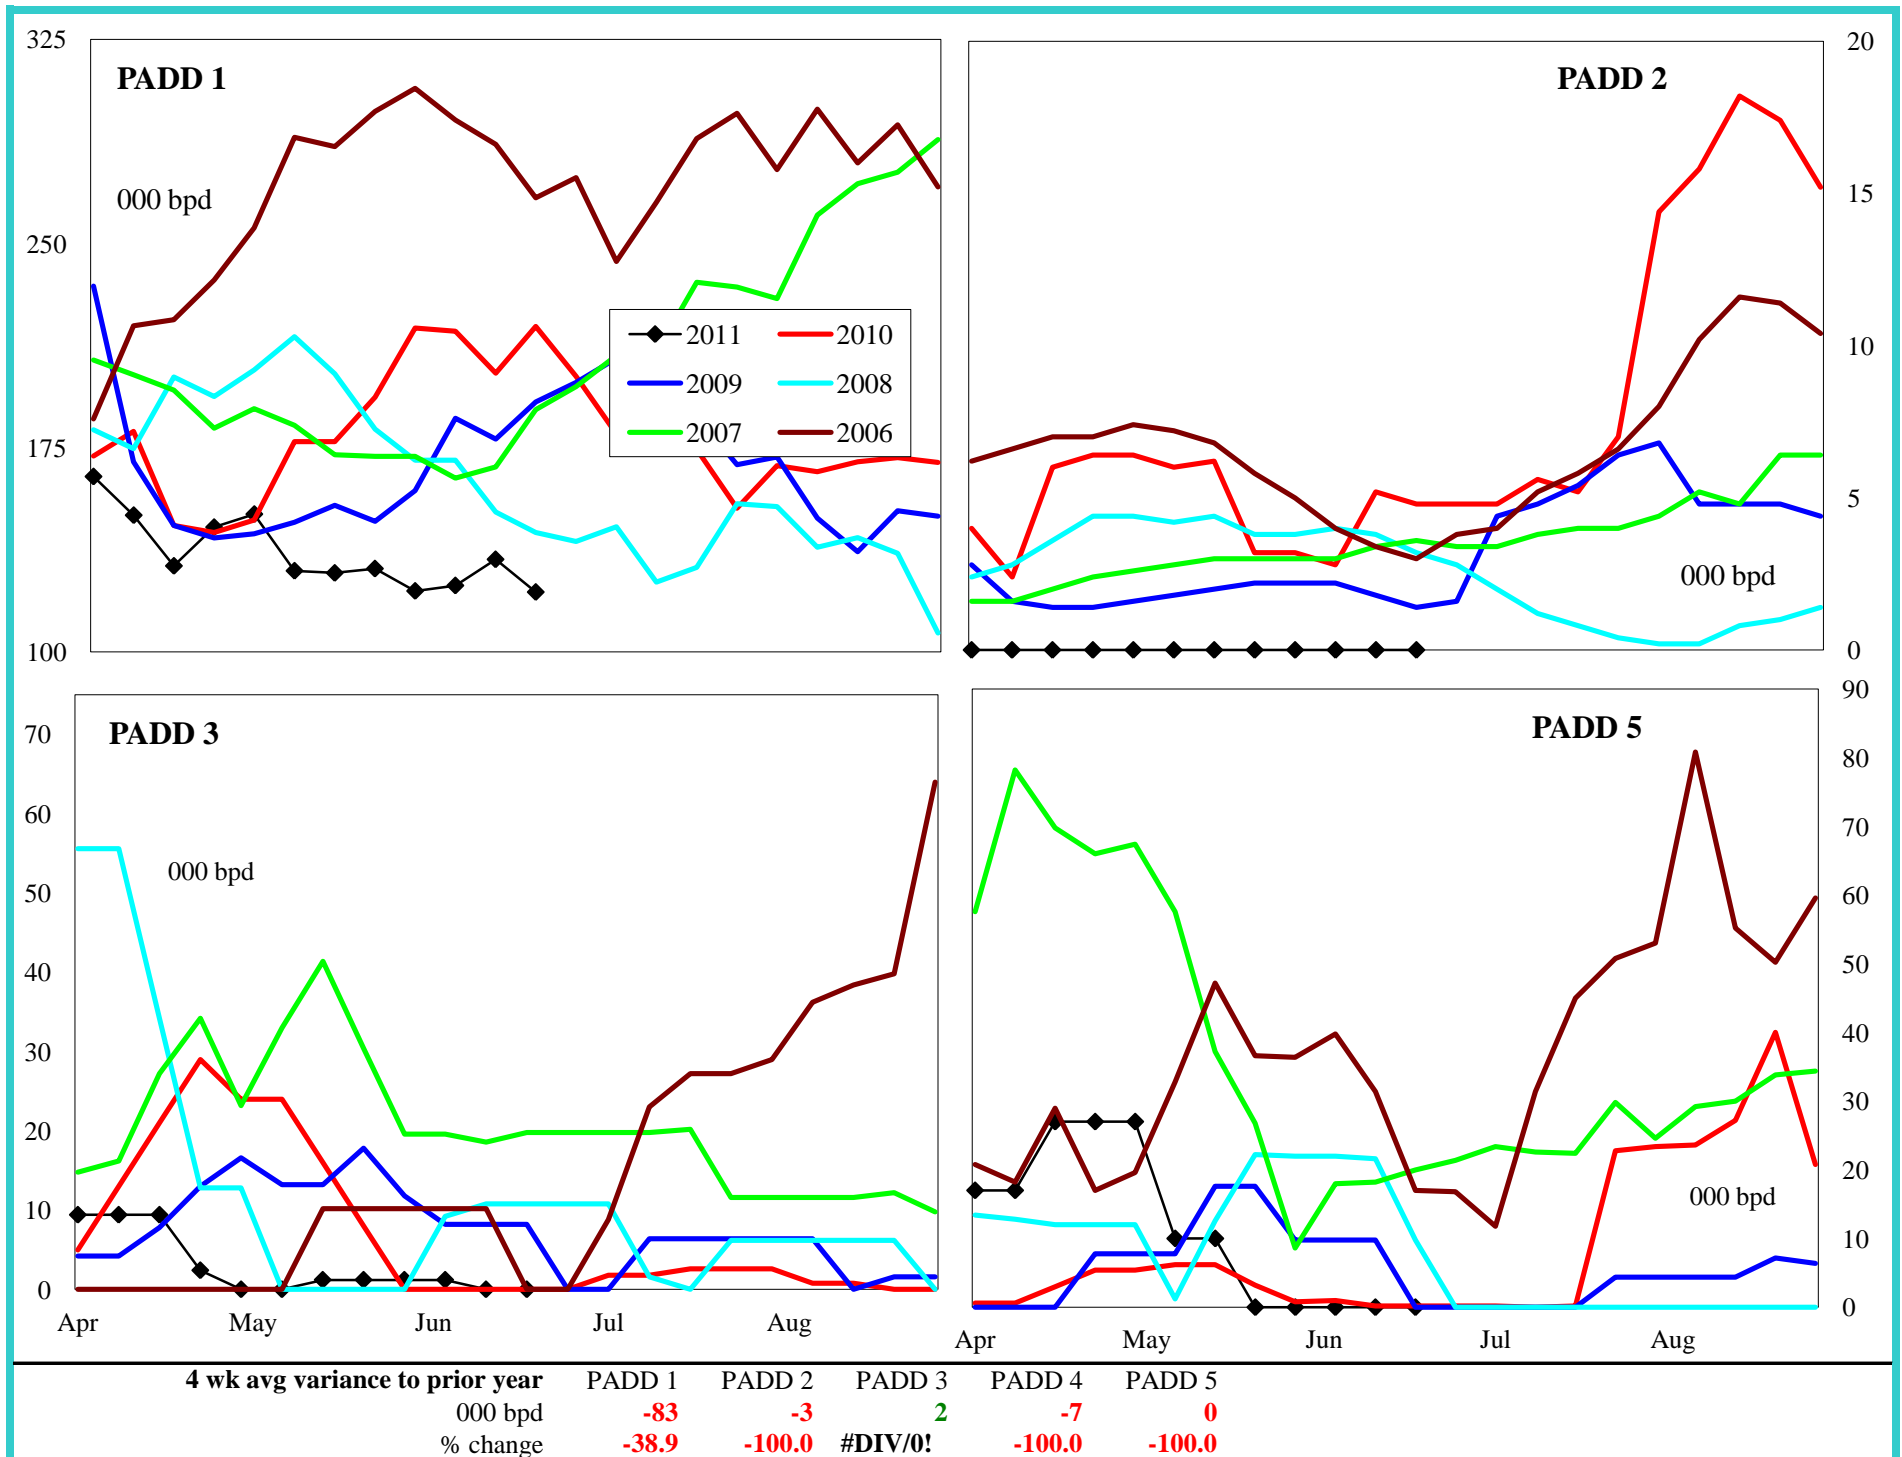 325
250
175
100
PADD 1
000 bpd
2011 2010
2009 2008
2007 2006
PADD 2
000 bpd
20
15
10
5
0
70
60
50
40
30
20
10
0
PADD 3
000 bpd
Apr May Jun Jul Aug
PADD 5
000 bpd
90
80
70
60
50
40
30
20
10
0
Apr May Jun Jul Aug
4 wk avg variance to prior year PADD 1 PADD 2 PADD 3 PADD 4 PADD 5
000 bpd -83 -3 2 -7 0
% change -38.9 -100.0 #DIV/0! -100.0 -100.0